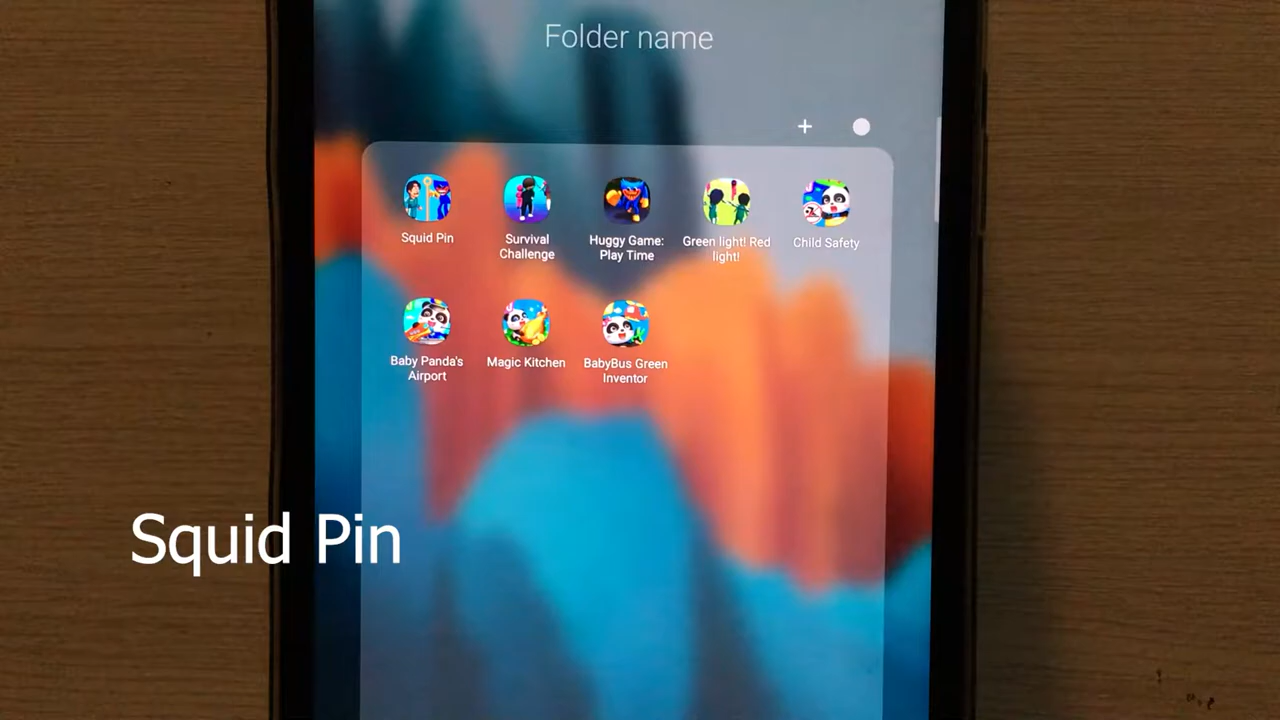 Folder name
Squid Pin
Survival
Challenge
Huggy Game:
Play Time
Green light! Red
light!
Child Safety
Baby Panda's
Airport
Magic Kitchen
BabyBus Green
Inventor
Squid Pin